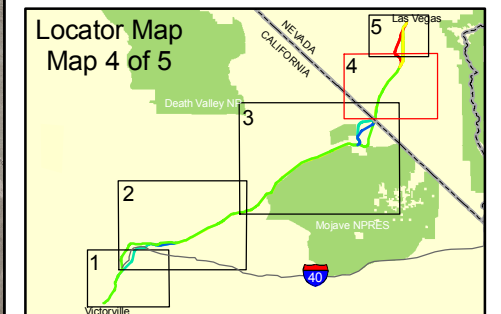 Locator Map
Map 4 of 5
5
Las Vegas
NEVADA
CALIFORNIA
4
Death Valley NP
3
2
Mojave NPRES
1
40
Victorville